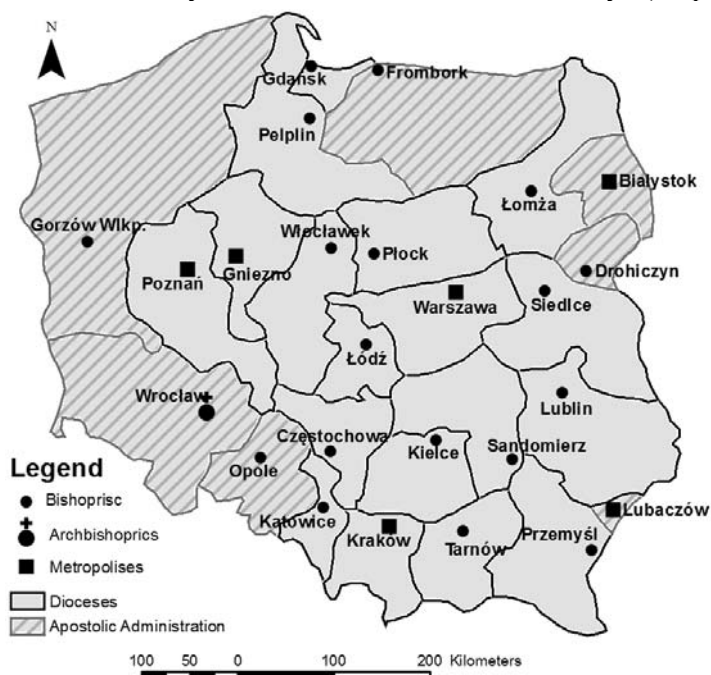 N
Gdańsk
Frombork
Pelplin
Białystok
Łomża
Gorzów Wlkp.
Włocławek
Płock
Drohiczyn
Poznań
Gniezno
Warszawa
Siedlce
Łódź
Wrocław
Lublin
Częstochowa
Kielce
Sandomierz
Opole
Legend
Bishoprisc
Katowice
Lubaczów
Archbishoprics
Kraków
Tarnów
Przemyśl
Metropolises
Dioceses
Apostolic Administration
100 50 0 100 200 Kilometers